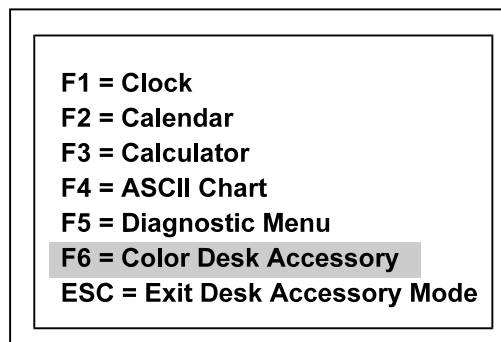 F1 = Clock
F2 = Calendar
F3 = Calculator
F4 = ASCII Chart
F5 = Diagnostic Menu
F6 = Color Desk Accessory
ESC = Exit Desk Accessory Mode